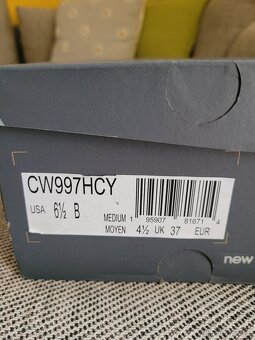 CW997HCY
USA 6½ B
MEDIUM 1 95907 81671 4
MOYEN 4½ UK 37 EUR
new